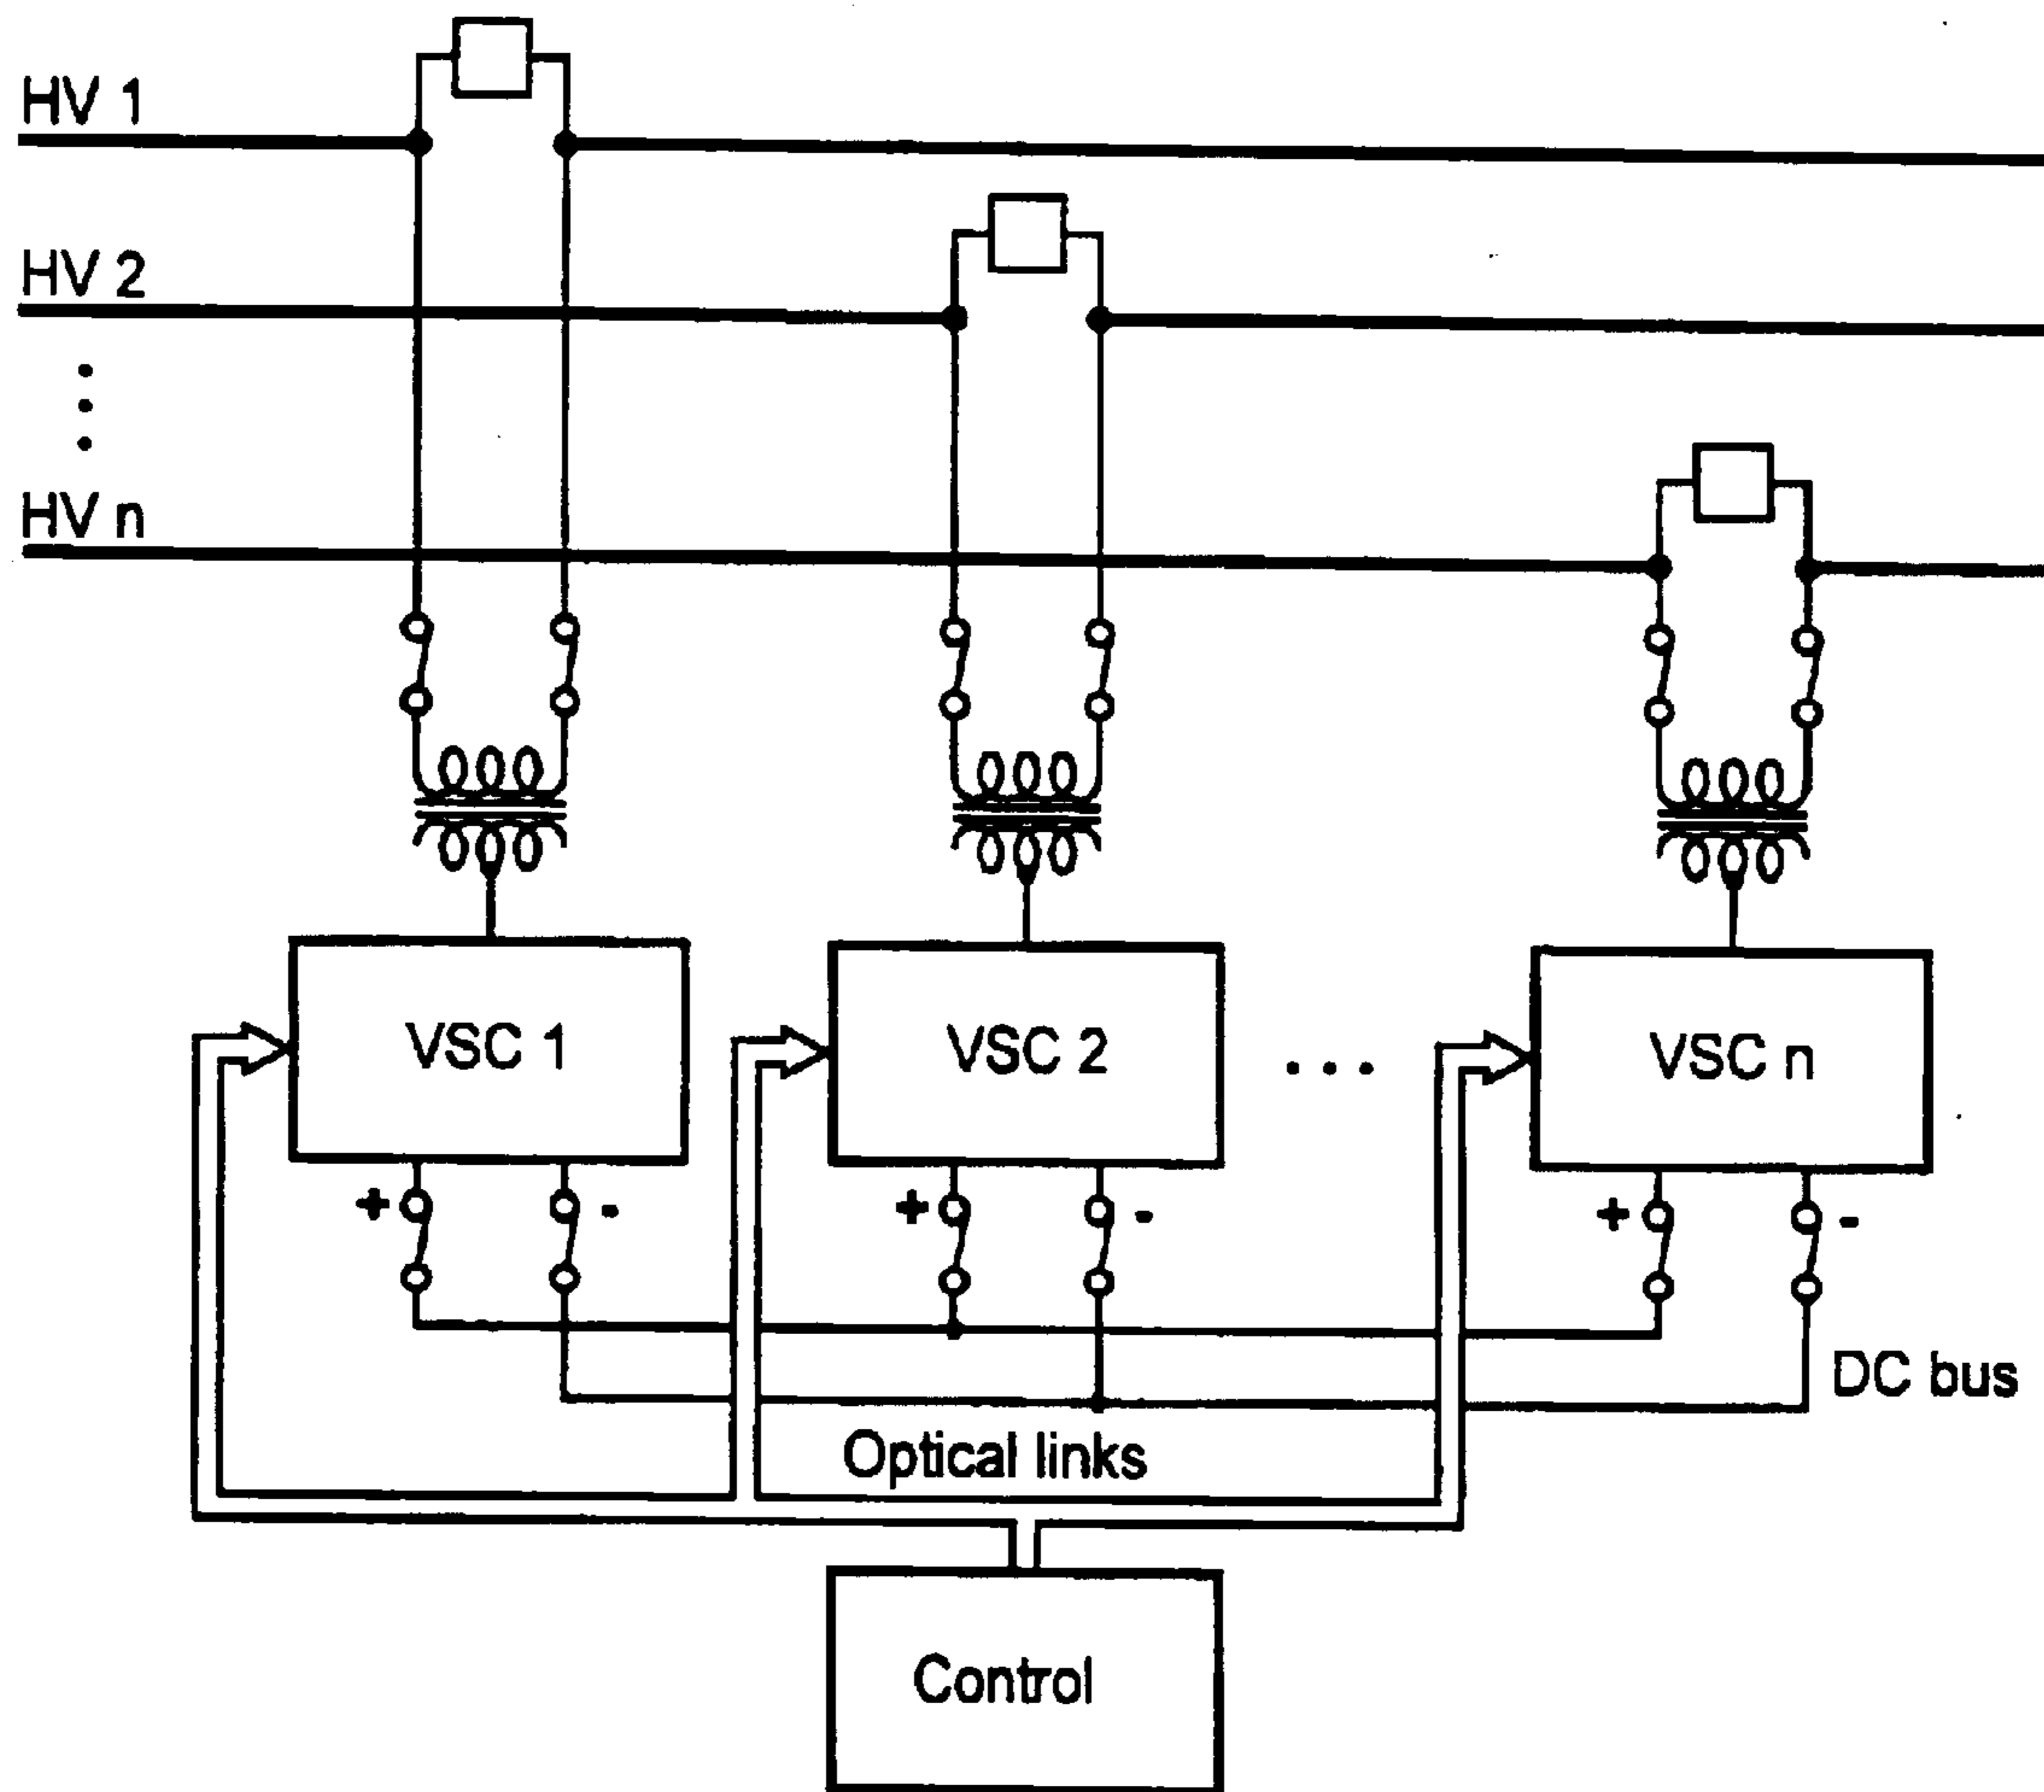 HV 1
HV 2
HV n
VSC 1
VSC 2
. . .
VSC n
+ -
+ -
+ -
DC bus
Optical links
Control